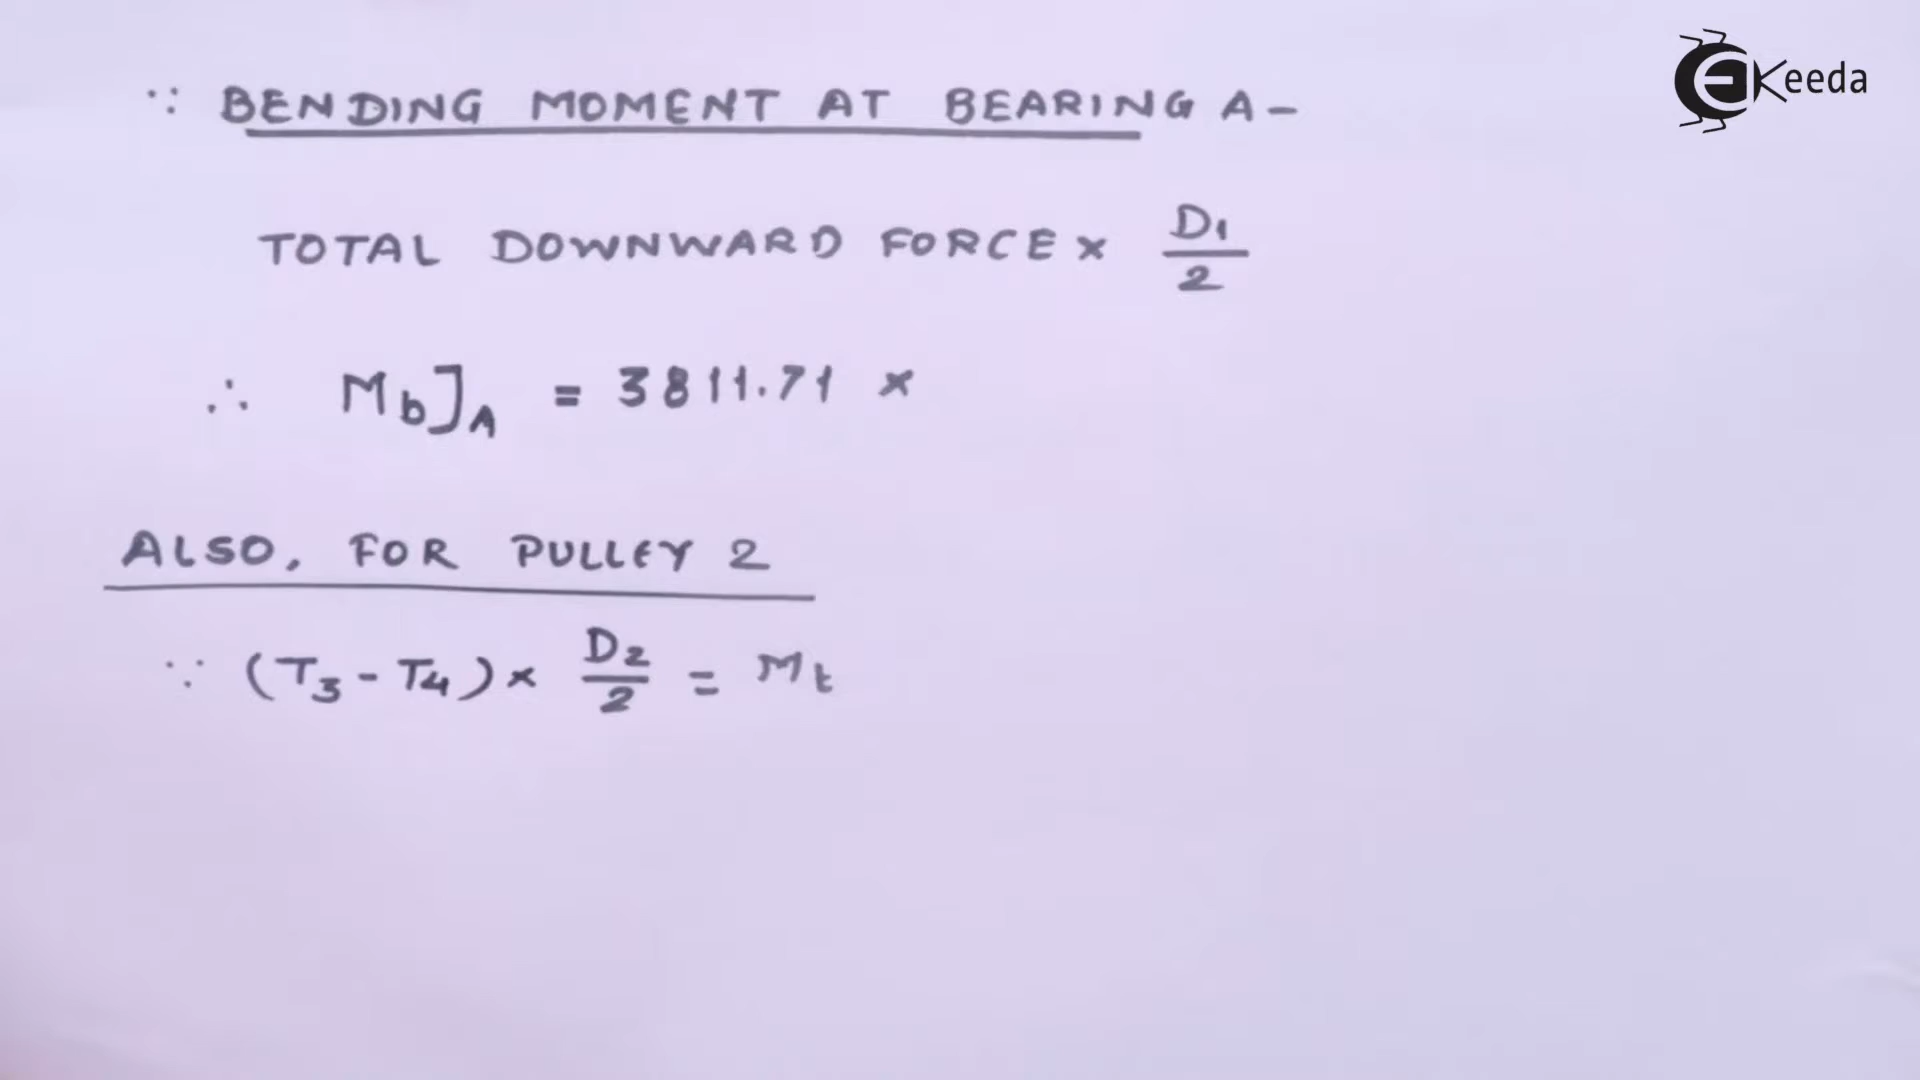 ∵ BENDING MOMENT AT BEARING A-
TOTAL DOWNWARD FORCE × D1/2
∴ Mb]A = 3811.71 ×
ALSO, FOR PULLEY 2
∵ (T3 - T4) × D2/2 = Mt
EKeeda